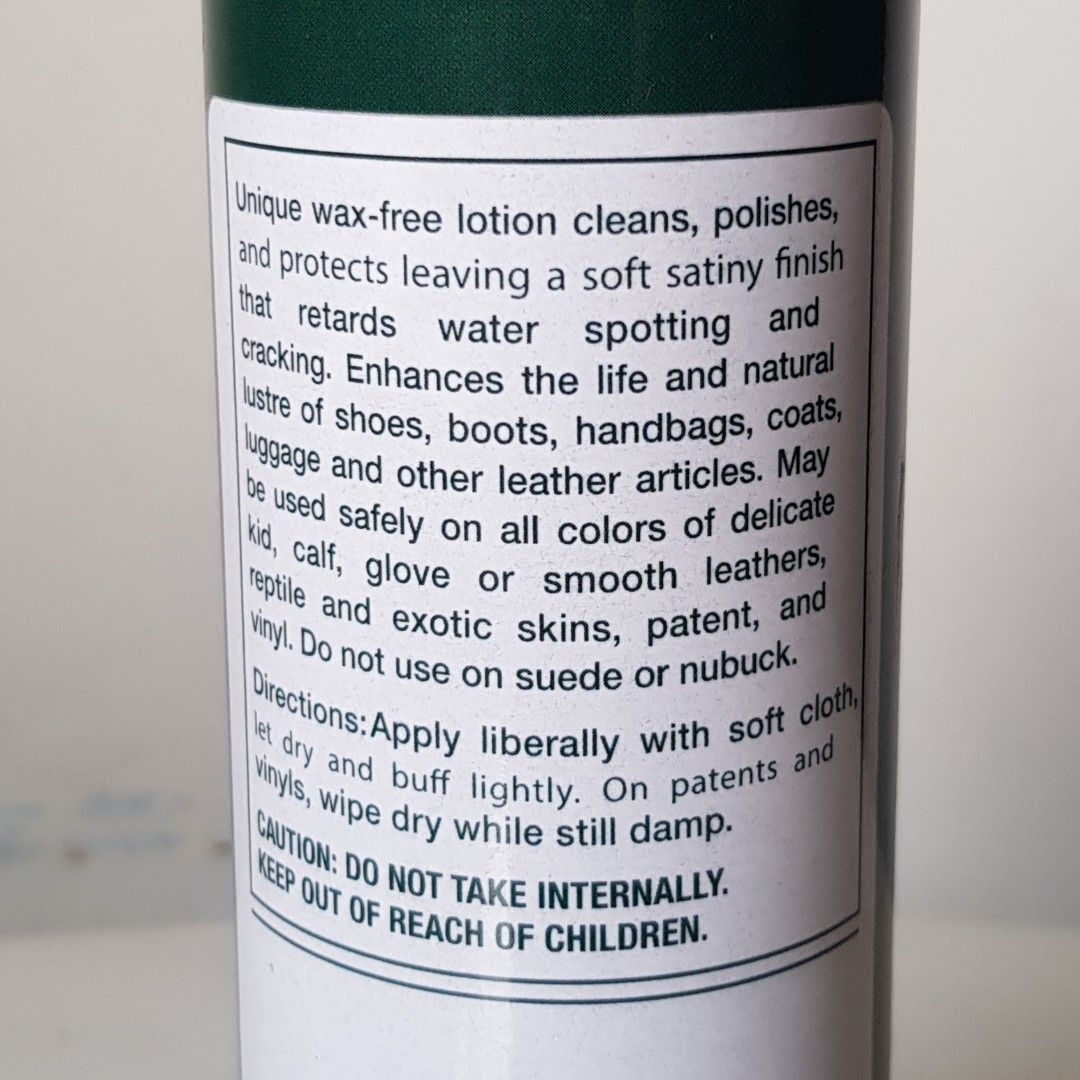 Unique wax-free lotion cleans, polishes,
and protects leaving a soft satiny finish
that retards water spotting and
cracking. Enhances the life and natural
lustre of shoes, boots, handbags, coats,
luggage and other leather articles. May
be used safely on all colors of delicate
kid, calf, glove or smooth leathers,
reptile and exotic skins, patent, and
vinyl. Do not use on suede or nubuck.
Directions:Apply liberally with soft cloth,
let dry and buff lightly. On patents and
vinyls, wipe dry while still damp.
CAUTION: DO NOT TAKE INTERNALLY.
KEEP OUT OF REACH OF CHILDREN.